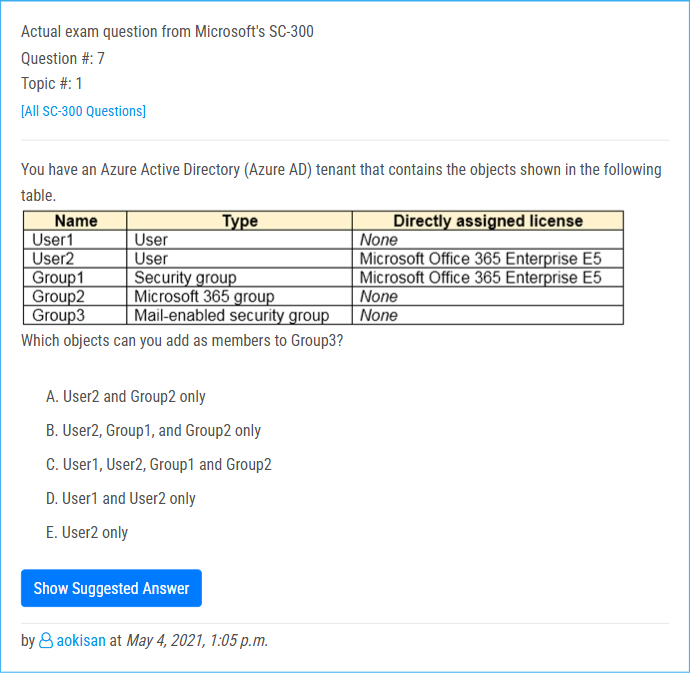 Actual exam question from Microsoft's SC-300
Question #: 7
Topic #: 1
[All SC-300 Questions]
You have an Azure Active Directory (Azure AD) tenant that contains the objects shown in the following
table.
Name Type Directly assigned license
User1 User None
User2 User Microsoft Office 365 Enterprise E5
Group1 Security group Microsoft Office 365 Enterprise E5
Group2 Microsoft 365 group None
Group3 Mail-enabled security group None
Which objects can you add as members to Group3?
A. User2 and Group2 only
B. User2, Group1, and Group2 only
C. User1, User2, Group1 and Group2
D. User1 and User2 only
E. User2 only
Show Suggested Answer
by aokisan at May 4, 2021, 1:05 p.m.